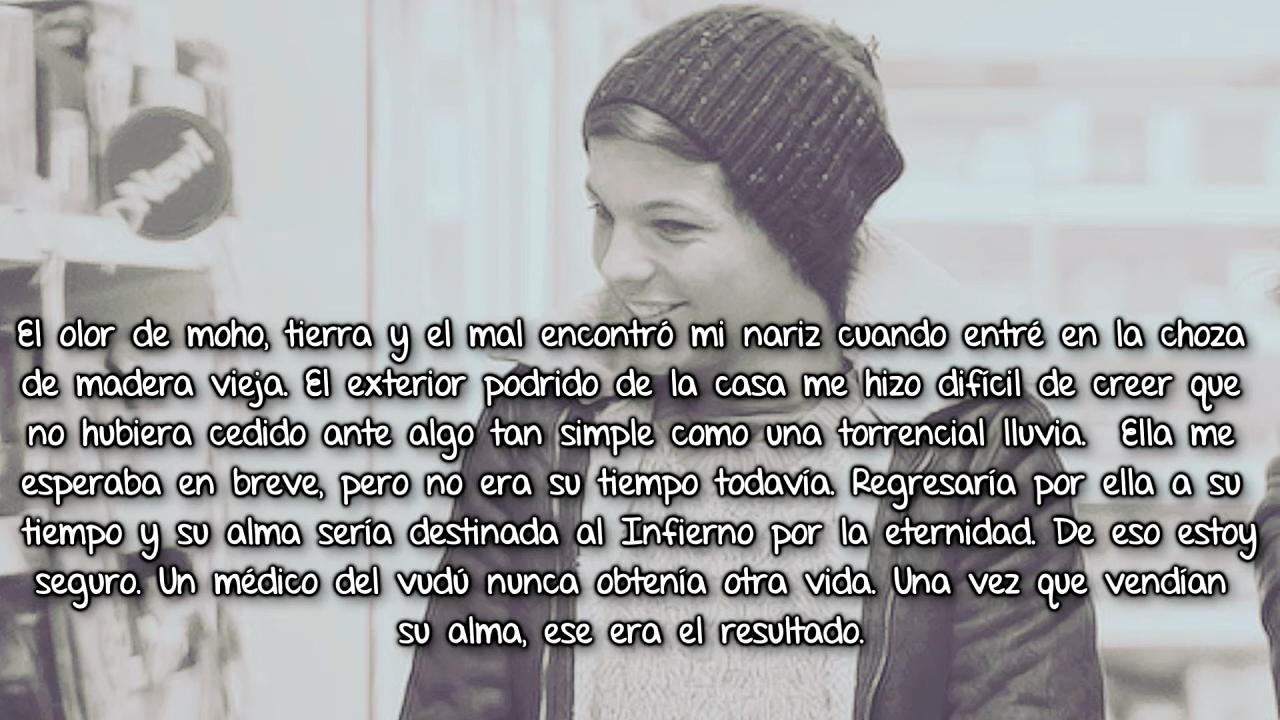 El olor de moho, tierra y el mal encontró mi nariz cuando entré en la choza
de madera vieja. El exterior podrido de la casa me hizo difícil de creer que
no hubiera cedido ante algo tan simple como una torrencial lluvia. Ella me
esperaba en breve, pero no era su tiempo todavía. Regresaría por ella a su
tiempo y su alma sería destinada al Infierno por la eternidad. De eso estoy
seguro. Un médico del vudú nunca obtenía otra vida. Una vez que vendían
su alma, ese era el resultado.